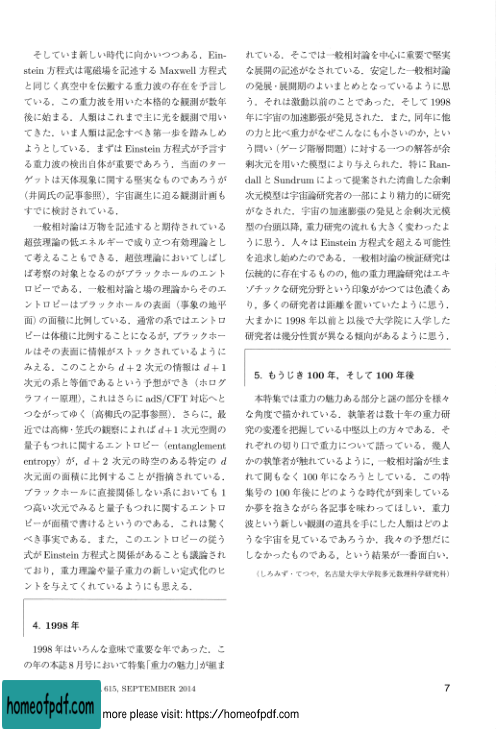 そしていま新しい時代に向かいつつある．Ein-
stein 方程式は電磁場を記述する Maxwell 方程式
と同じく真空中を伝搬する重力波の存在を予言し
ている．この重力波を用いた本格的な観測が数年
後に始まる．人類はこれまで主に光を観測で用い
てきた．いま人類は記念すべき第一歩を踏みしめ
ようとしている．まずは Einstein 方程式が予言す
る重力波の検出自体が重要であろう．当面のター
ゲットは天体現象に関する堅実なものであろうが
（井岡氏の記事参照），宇宙誕生に迫る観測計画も
すでに検討されている．
一般相対論は万物を記述すると期待されている
超弦理論の低エネルギーで成り立つ有効理論とし
て考えることもできる．超弦理論においてしばし
ば考察の対象となるのがブラックホールのエント
ロピーである．一般相対論と場の理論からそのエ
ントロピーはブラックホールの表面（事象の地平
面）の面積に比例している．通常の系ではエントロ
ピーは体積に比例することになるが，ブラックホー
ルはその表面に情報がストックされているように
みえる．このことから d＋2 次元の情報は d＋1
次元の系と等価であるという予想ができ（ホログ
ラフィー原理），これはさらに adS/CFT 対応へと
つながってゆく（高柳氏の記事参照）．さらに，最
近では高柳・笠氏の観察によれば d＋1 次元空間の
量子もつれに関するエントロピー（entanglement
entropy）が，d＋2 次元の時空のある特定の d
次元面の面積に比例することが指摘されている．
ブラックホールに直接関係しない系においても 1
つ高い次元でみると量子もつれに関するエントロ
ピーが面積で書けるというのである．これは驚く
べき事実である．また，このエントロピーの従う
式が Einstein 方程式と関係があることも議論され
ており，重力理論や量子重力の新しい定式化のヒ
ントを与えてくれているようにも思える．
4. 1998 年
1998 年はいろんな意味で重要な年であった．こ
の年の本誌 8 月号において特集「重力の魅力」が組ま
れている．そこでは一般相対論を中心に重要で堅実
な展開の記述がなされている．安定した一般相対論
の発展・展開期のよいまとめとなっているように思
う．それは激動以前のことであった．そして 1998
年に宇宙の加速膨張が発見された．また，同年に他
の力と比べ重力がなぜこんなにも小さいのか，とい
う問い（ゲージ階層問題）に対する一つの解答が余
剰次元を用いた模型により与えられた．特に Ran-
dall と Sundrum によって提案された湾曲した余剰
次元模型は宇宙論研究者の一部により精力的に研究
がなされた．宇宙の加速膨張の発見と余剰次元模
型の台頭以降，重力研究の流れも大きく変わったよ
うに思う．人々は Einstein 方程式を超える可能性
を追求し始めたのである．一般相対論の検証研究は
伝統的に存在するものの，他の重力理論研究はエキ
ゾチックな研究分野という印象がかつては色濃くあ
り，多くの研究者は距離を置いていたように思う．
大まかに 1998 年以前と以後で大学院に入学した
研究者は幾分性質が異なる傾向があるように思う．
5. もうじき 100 年，そして 100 年後
本特集では重力の魅力ある部分と謎の部分を様々
な角度で描かれている．執筆者は数十年の重力研
究の変遷を把握している中堅以上の方々である．そ
れぞれの切り口で重力について語っている．幾人
かの執筆者が触れているように，一般相対論が生ま
れて間もなく 100 年になろうとしている．この特
集号の 100 年後にどのような時代が到来している
か夢を抱きながら各記事を味わってほしい．重力
波という新しい観測の道具を手にした人類はどのよ
うな宇宙を見ているであろうか．我々の予想だに
しなかったものである，という結果が一番面白い．
（しろみず・てつや，名古屋大学大学院多元数理科学研究科）
615, SEPTEMBER 2014
7
homeofpdf.com
more please visit: https://homeofpdf.com